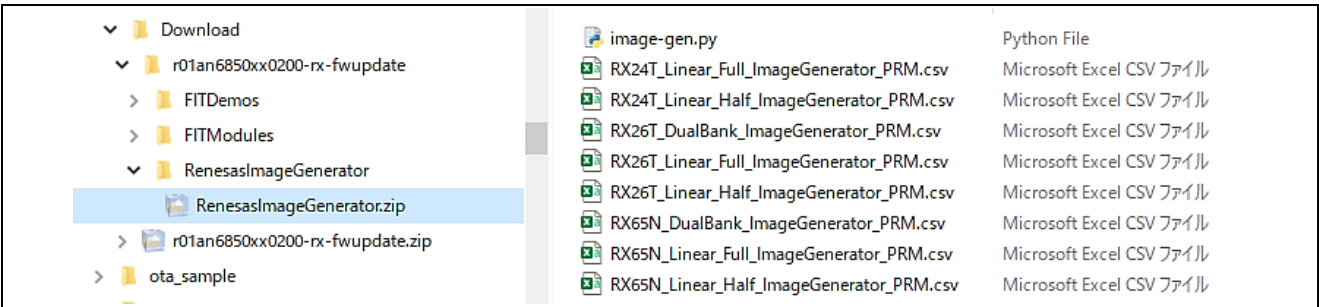 Download
r01an6850xx0200-rx-fwupdate
FITDemos
FITModules
RenesasImageGenerator
RenesasImageGenerator.zip
r01an6850xx0200-rx-fwupdate.zip
ota_sample
image-gen.py Python File
RX24T_Linear_Full_ImageGenerator_PRM.csv Microsoft Excel CSV ファイル
RX24T_Linear_Half_ImageGenerator_PRM.csv Microsoft Excel CSV ファイル
RX26T_DualBank_ImageGenerator_PRM.csv Microsoft Excel CSV ファイル
RX26T_Linear_Full_ImageGenerator_PRM.csv Microsoft Excel CSV ファイル
RX26T_Linear_Half_ImageGenerator_PRM.csv Microsoft Excel CSV ファイル
RX65N_DualBank_ImageGenerator_PRM.csv Microsoft Excel CSV ファイル
RX65N_Linear_Full_ImageGenerator_PRM.csv Microsoft Excel CSV ファイル
RX65N_Linear_Half_ImageGenerator_PRM.csv Microsoft Excel CSV ファイル